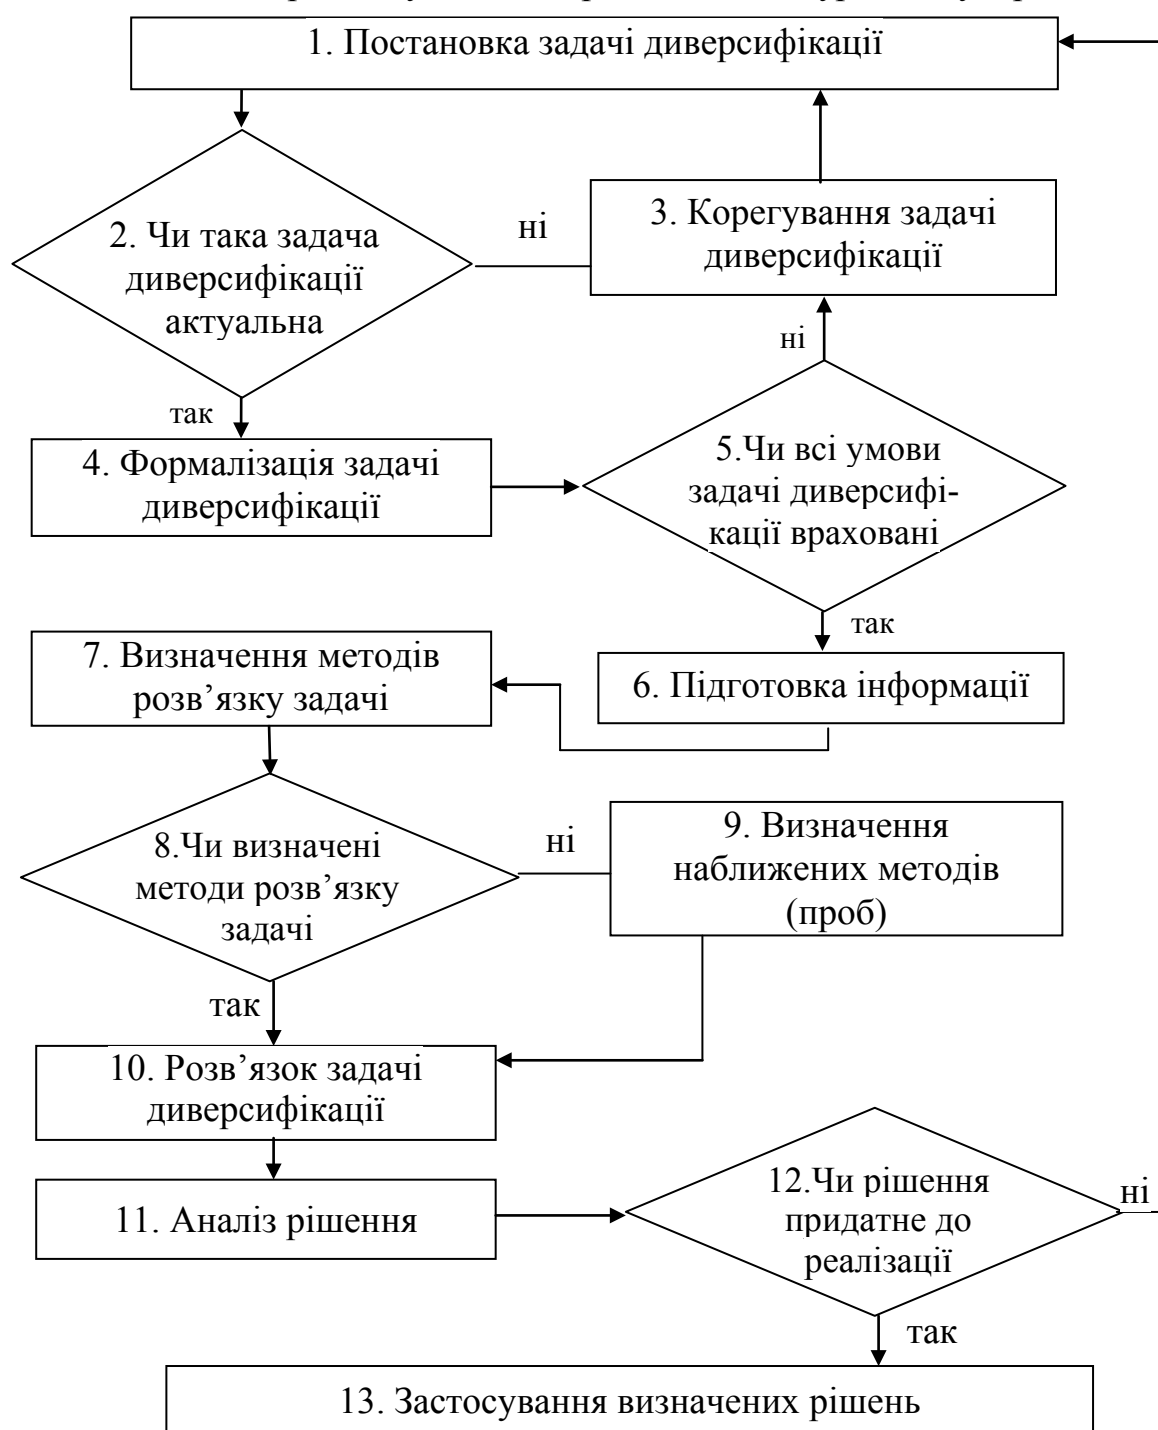 1. Постановка задачі диверсифікації
2. Чи така задача
диверсифікації
актуальна
ні
3. Корегування задачі
диверсифікації
ні
так
4. Формалізація задачі
диверсифікації
5.Чи всі умови
задачі диверсифі-
кації враховані
так
7. Визначення методів
розв’язку задачі
6. Підготовка інформації
8.Чи визначені
методи розв’язку
задачі
ні
9. Визначення
наближених методів
(проб)
так
10. Розв’язок задачі
диверсифікації
11. Аналіз рішення
12.Чи рішення
придатне до
реалізації
ні
так
13. Застосування визначених рішень